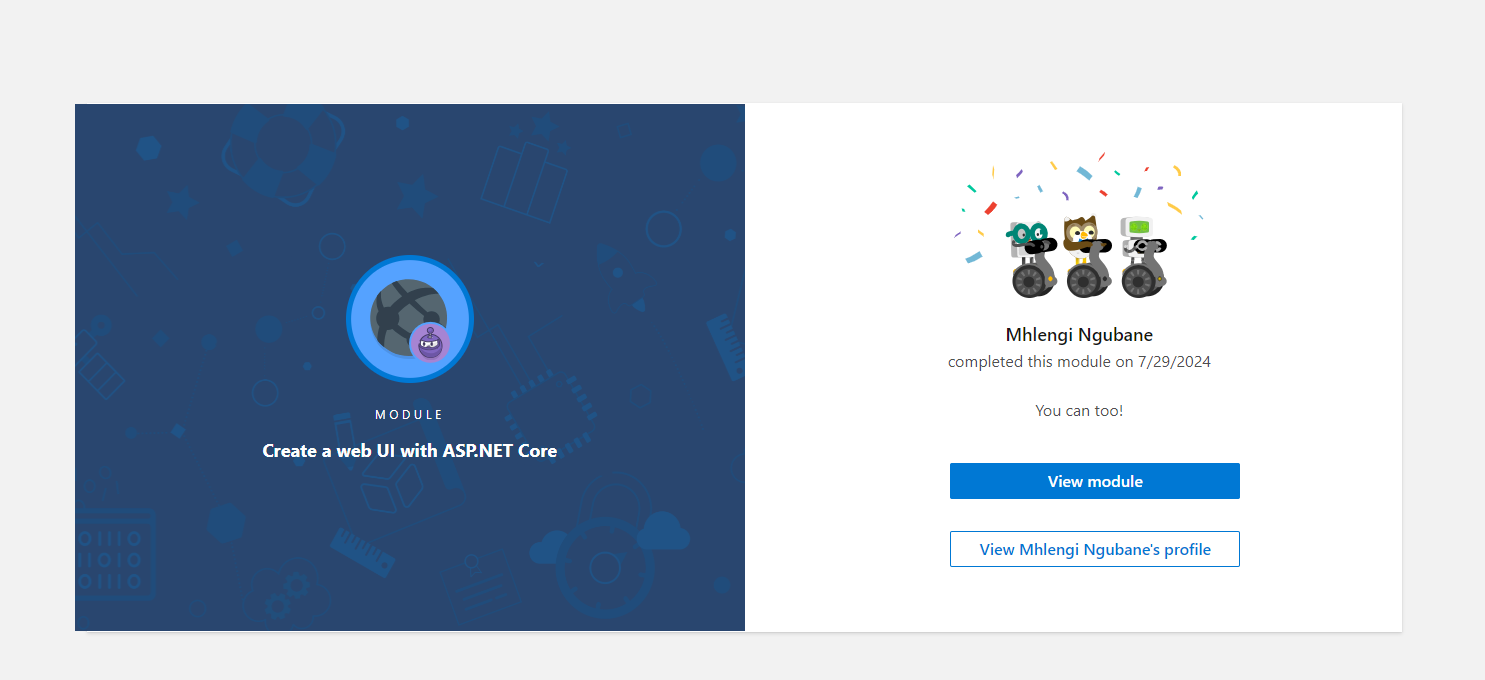 MODULE
Create a web UI with ASP.NET Core
Mhlengi Ngubane
completed this module on 7/29/2024
You can too!
View module
View Mhlengi Ngubane's profile